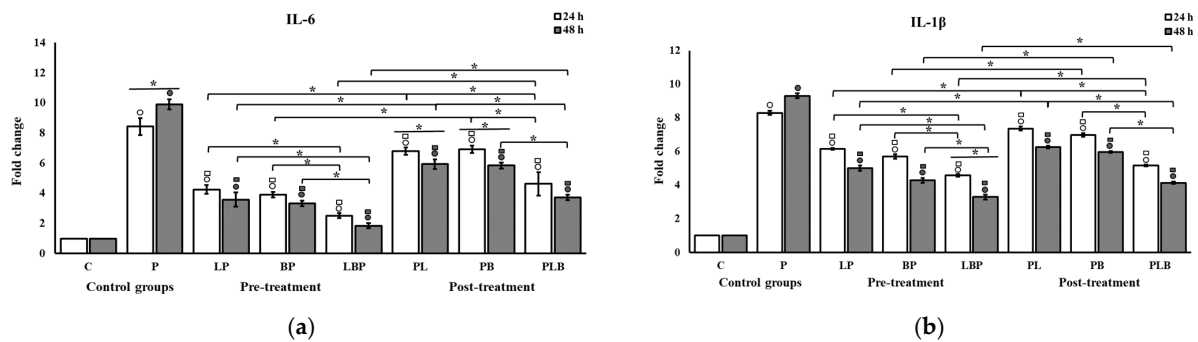 IL-6
24 h
48 h
Fold change
14
12
10
8
6
4
2
0
* * * * * * * * * * * * * * *
C P LP BP LBP PL PB PLB
Control groups Pre-treatment Post-treatment
(a)
IL-1β
24 h
48 h
Fold change
12
10
8
6
4
2
0
* * * * * * * * * * * * * *
C P LP BP LBP PL PB PLB
Control groups Pre-treatment Post-treatment
(b)